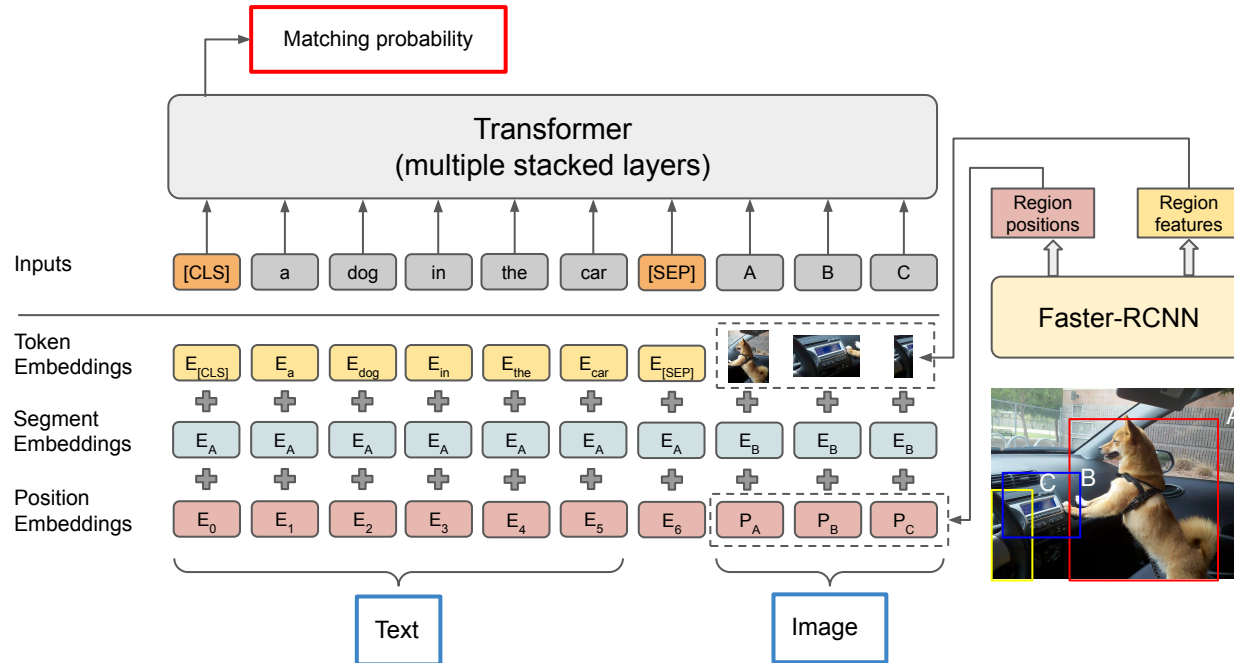 Matching probability
Transformer
(multiple stacked layers)
Region
positions
Region
features
Inputs
[CLS] a dog in the car [SEP] A B C
Faster-RCNN
Token
Embeddings
E[CLS] Ea Edog Ein Ethe Ecar E[SEP]
Segment
Embeddings
EA EA EA EA EA EA EA EB EB EB
Position
Embeddings
E0 E1 E2 E3 E4 E5 E6 PA PB PC
A
C B
Text
Image